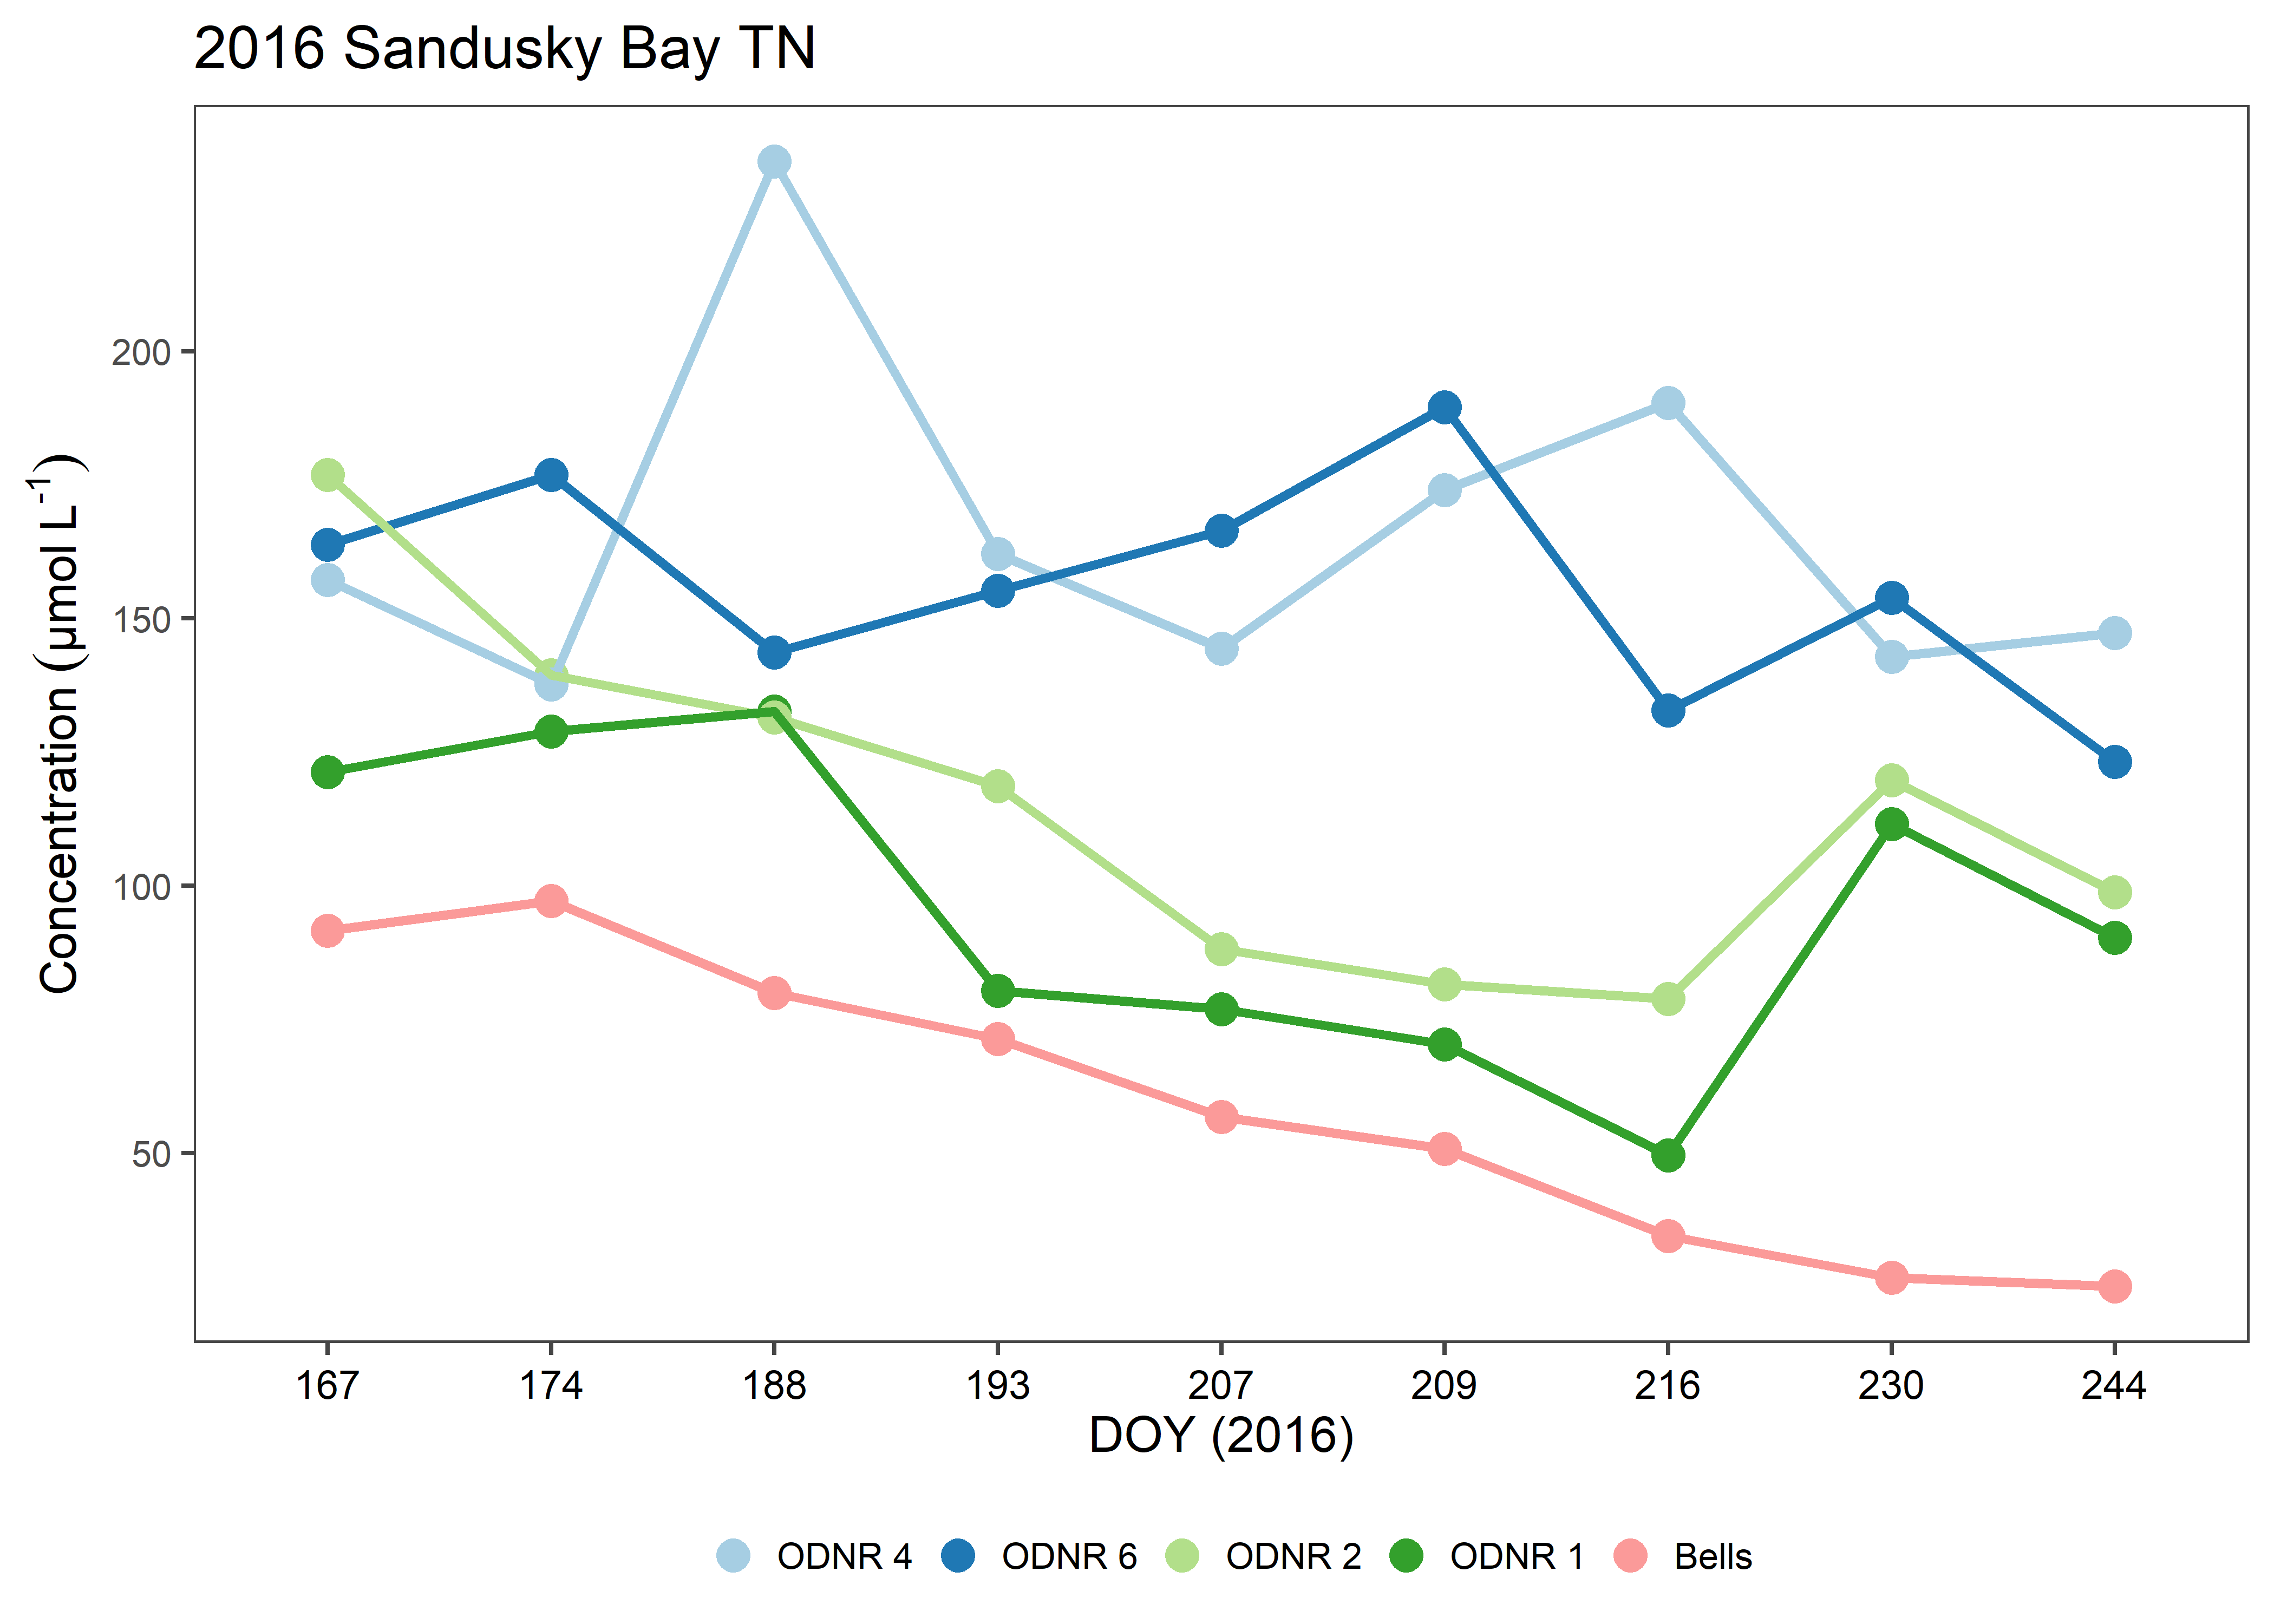 2016 Sandusky Bay TN
Concentration (μmol L⁻¹)
200
150
100
50
167 174 188 193 207 209 216 230 244
DOY (2016)
ODNR 4 ODNR 6 ODNR 2 ODNR 1 Bells